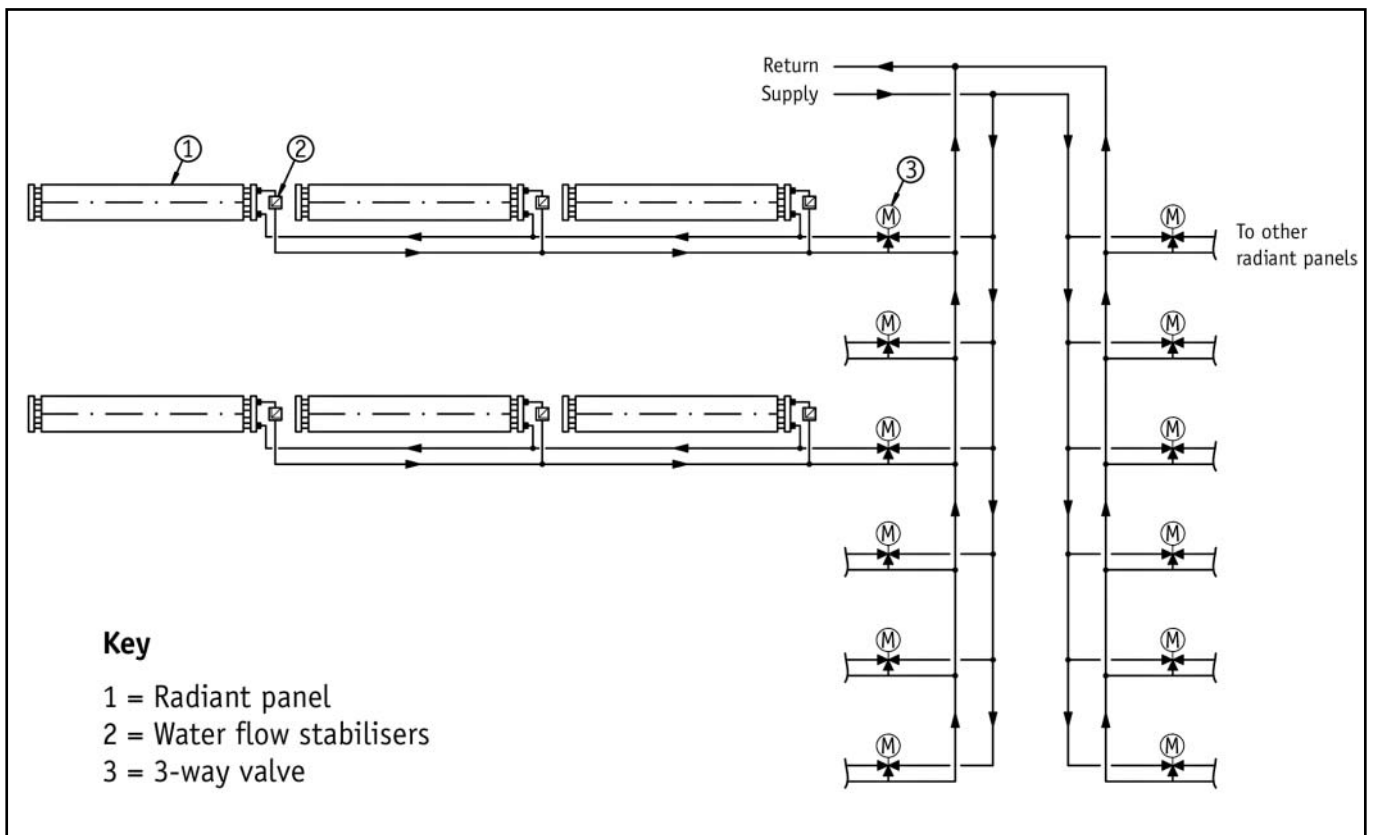 Return
Supply
1
2
3
M
M
To other
radiant panels
M
M
M
M
M
M
M
M
M
M
Key
1 = Radiant panel
2 = Water flow stabilisers
3 = 3-way valve